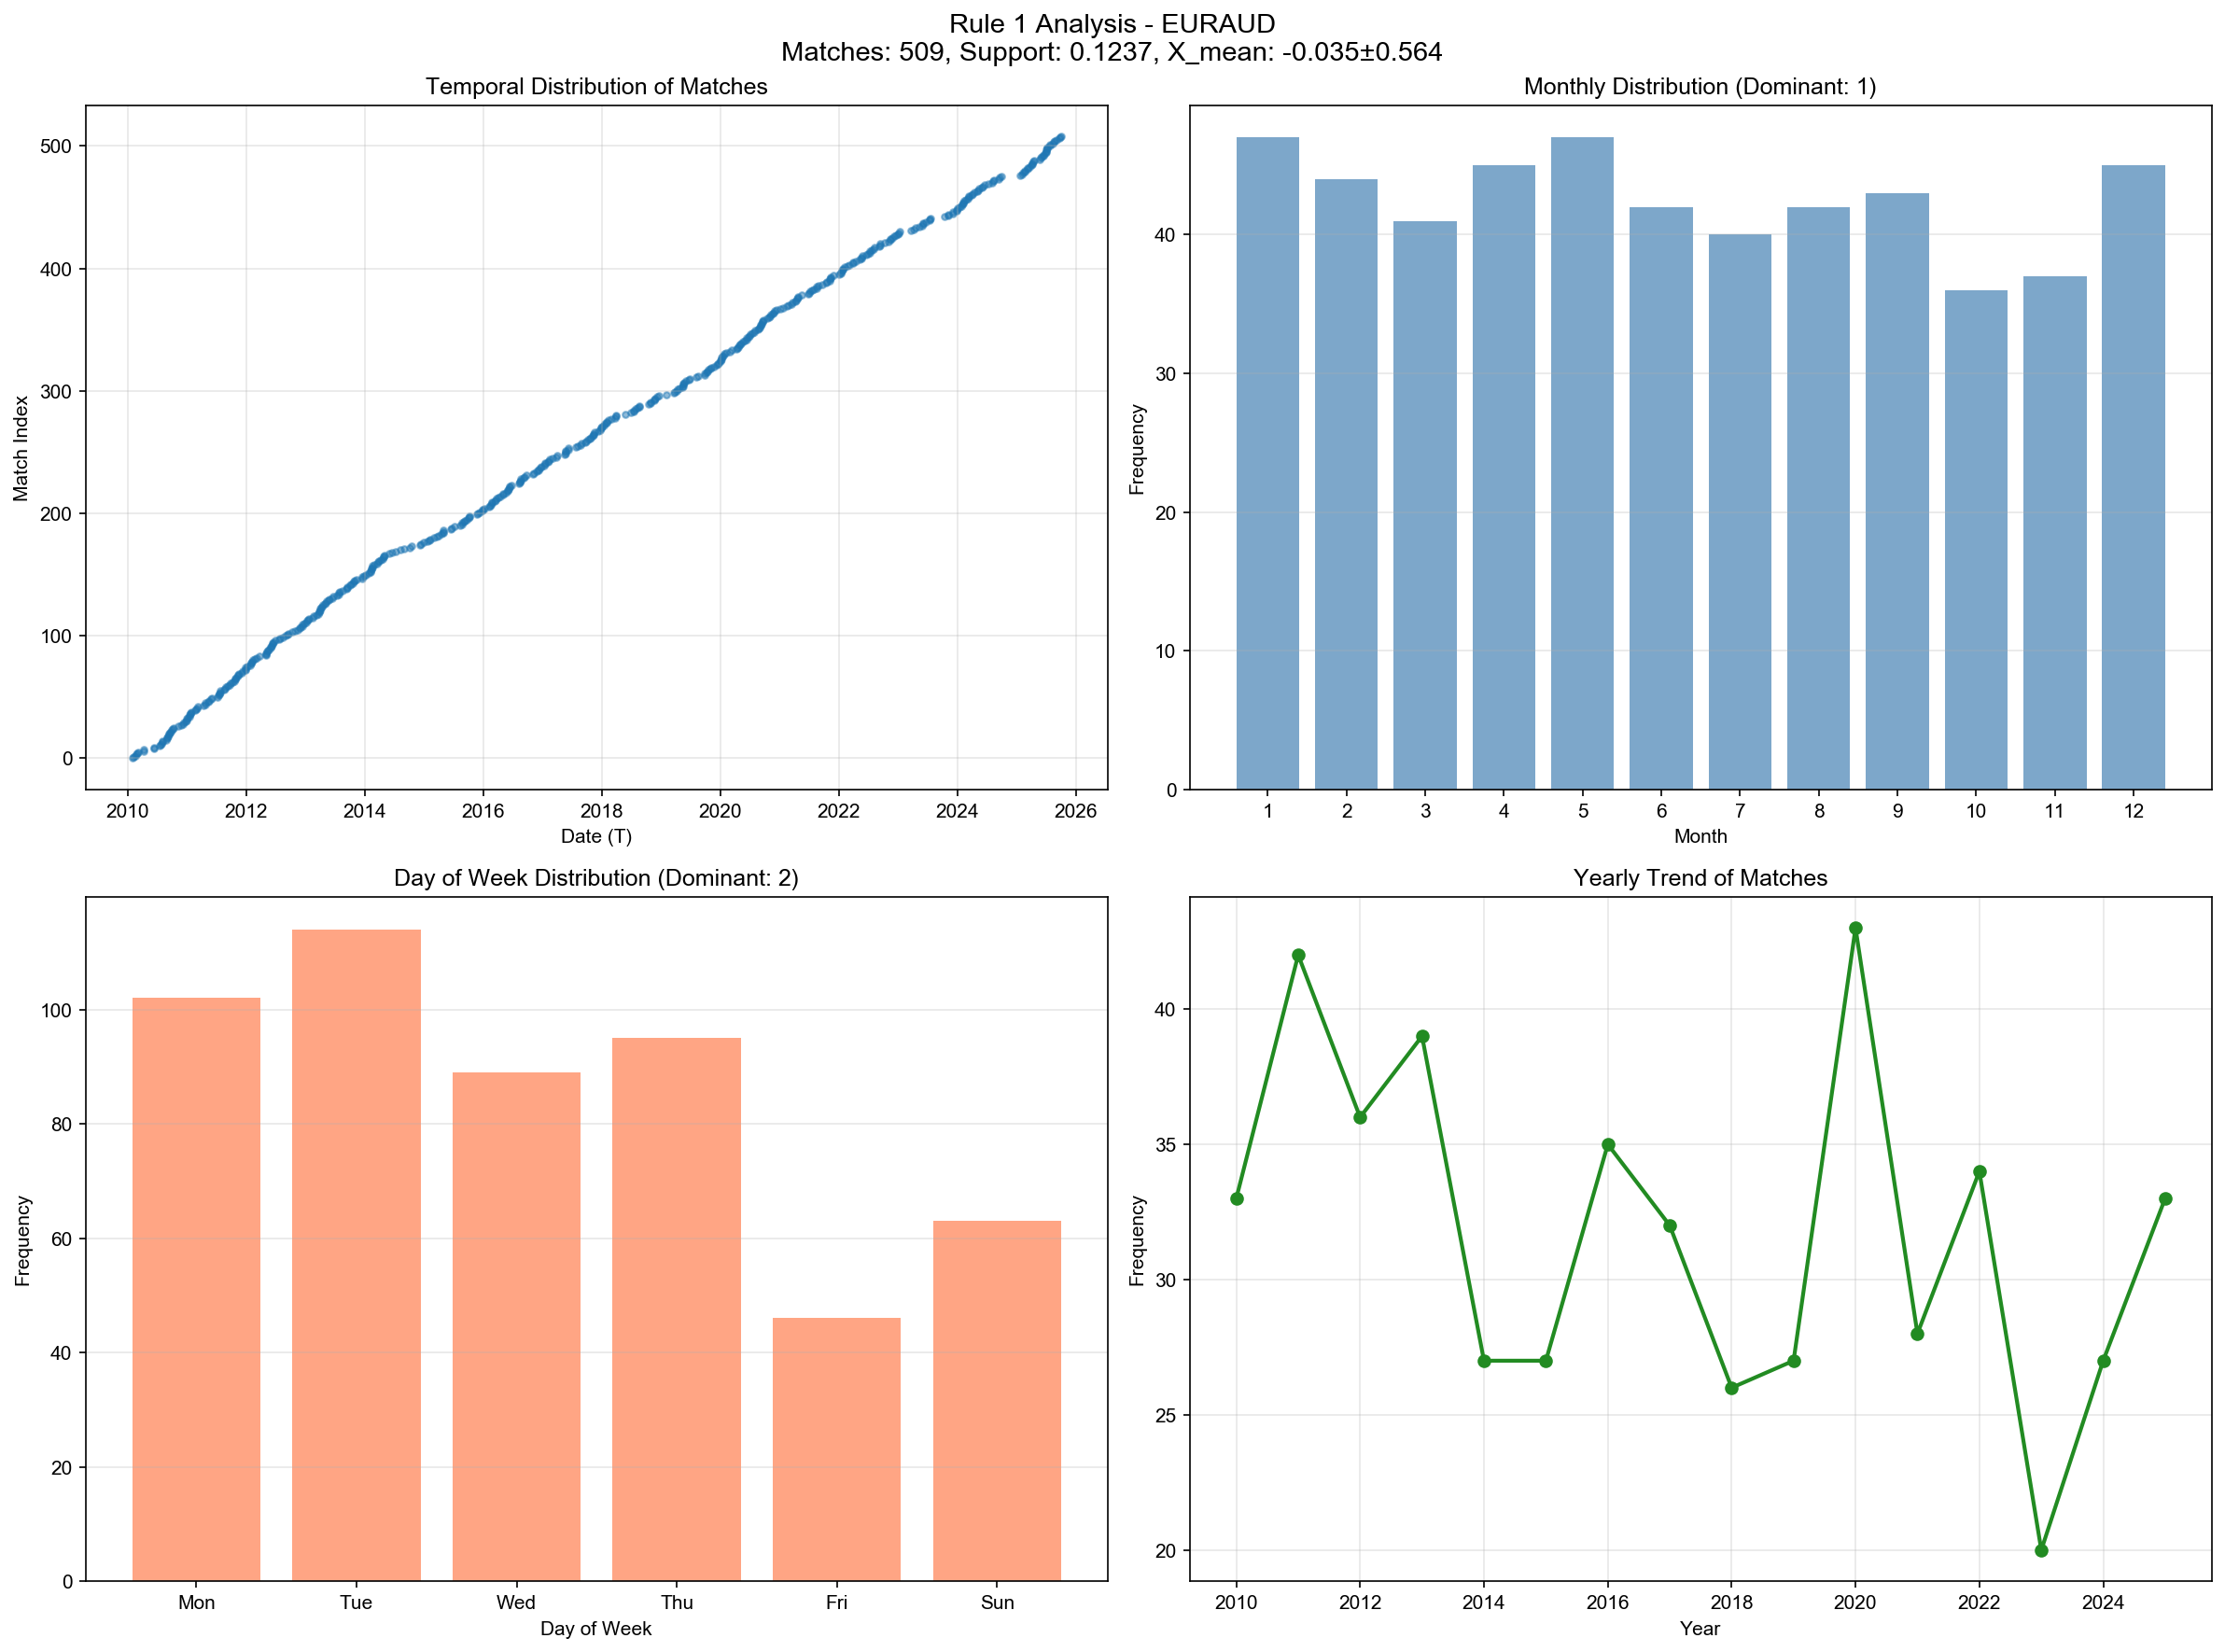 Rule 1 Analysis - EURAUD
Matches: 509, Support: 0.1237, X_mean: -0.035±0.564
Temporal Distribution of Matches
500
400
300
200
100
0
Match Index
2010 2012 2014 2016 2018 2020 2022 2024 2026
Date (T)
Monthly Distribution (Dominant: 1)
40
30
20
10
0
Frequency
1 2 3 4 5 6 7 8 9 10 11 12
Month
Day of Week Distribution (Dominant: 2)
100
80
60
40
20
0
Frequency
Mon Tue Wed Thu Fri Sun
Day of Week
Yearly Trend of Matches
40
35
30
25
20
Frequency
2010 2012 2014 2016 2018 2020 2022 2024
Year